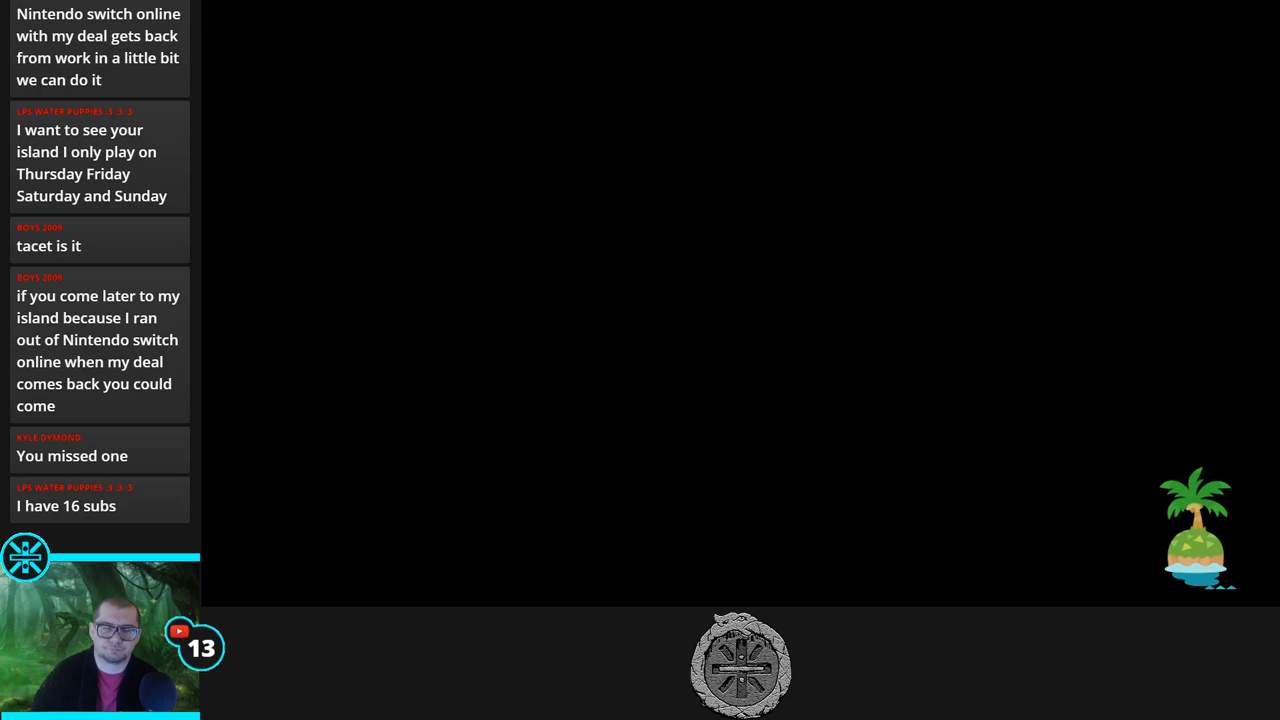 Nintendo switch online
with my deal gets back
from work in a little bit
we can do it
LPS WATER PUPPIES :3 :3 :3
I want to see your
island I only play on
Thursday Friday
Saturday and Sunday
BOYS 2009
tacet is it
BOYS 2009
if you come later to my
island because I ran
out of Nintendo switch
online when my deal
comes back you could
come
KYLE DYMOND
You missed one
LPS WATER PUPPIES :3 :3 :3
I have 16 subs
13